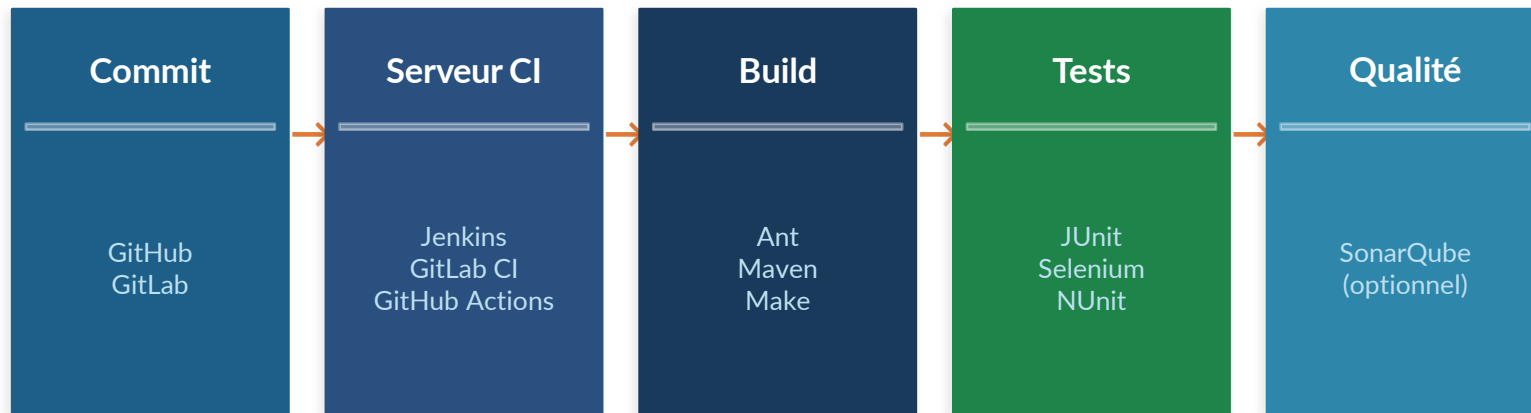 Commit
GitHub
GitLab
Serveur CI
Jenkins
GitLab CI
GitHub Actions
Build
Ant
Maven
Make
Tests
JUnit
Selenium
NUnit
Qualité
SonarQube
(optionnel)